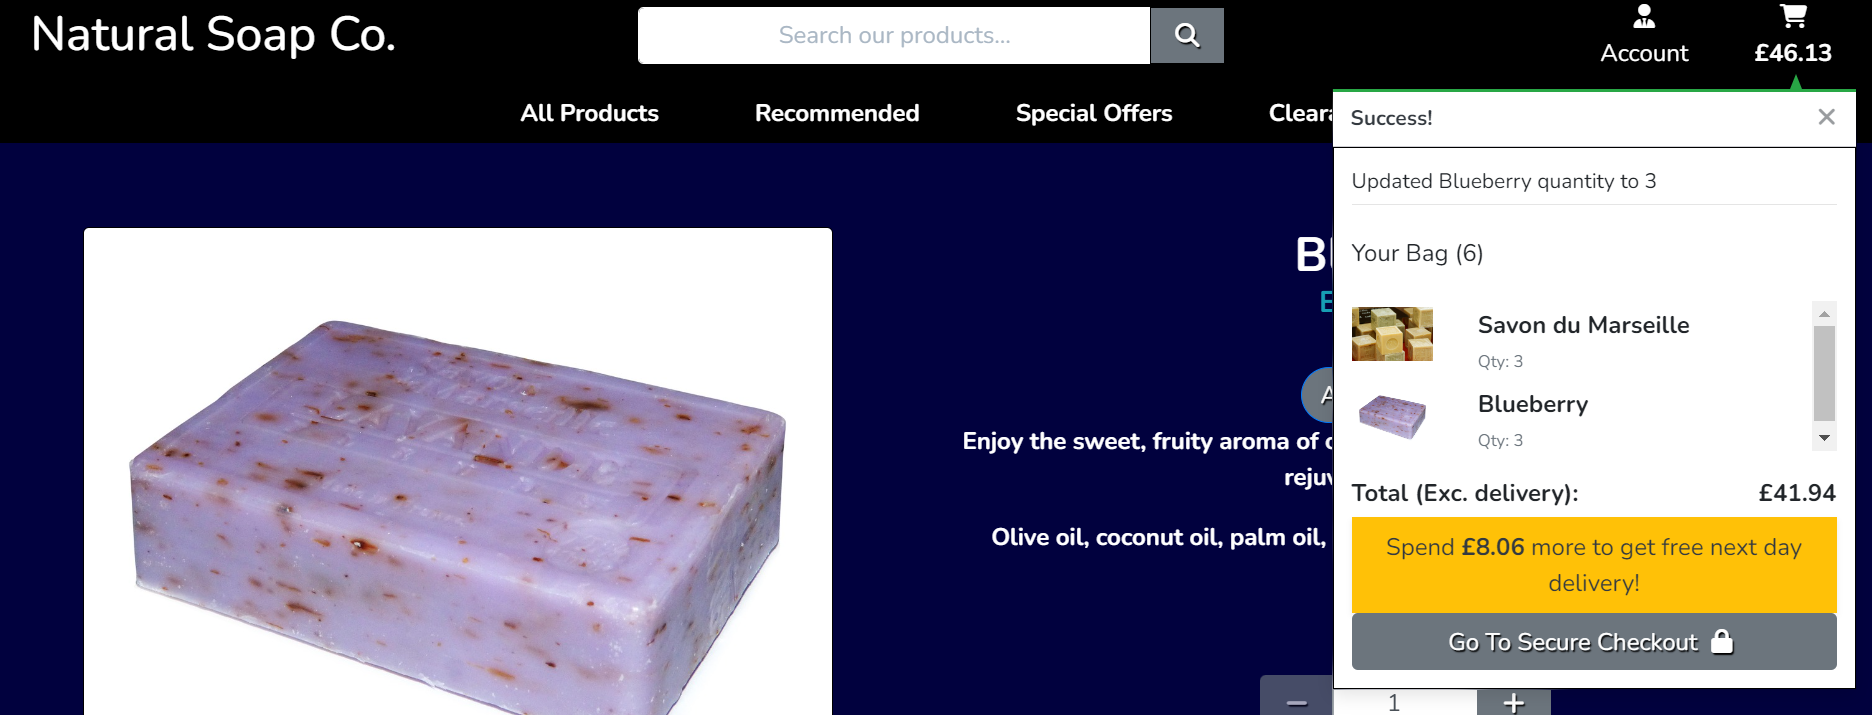 Natural Soap Co.
Search our products...
Account
£46.13
All Products
Recommended
Special Offers
Success!
Updated Blueberry quantity to 3
Your Bag (6)
Savon du Marseille
Qty: 3
Blueberry
Qty: 3
Total (Exc. delivery): £41.94
Spend £8.06 more to get free next day
delivery!
Go To Secure Checkout
Enjoy the sweet, fruity aroma of
Olive oil, coconut oil, palm oil,
1